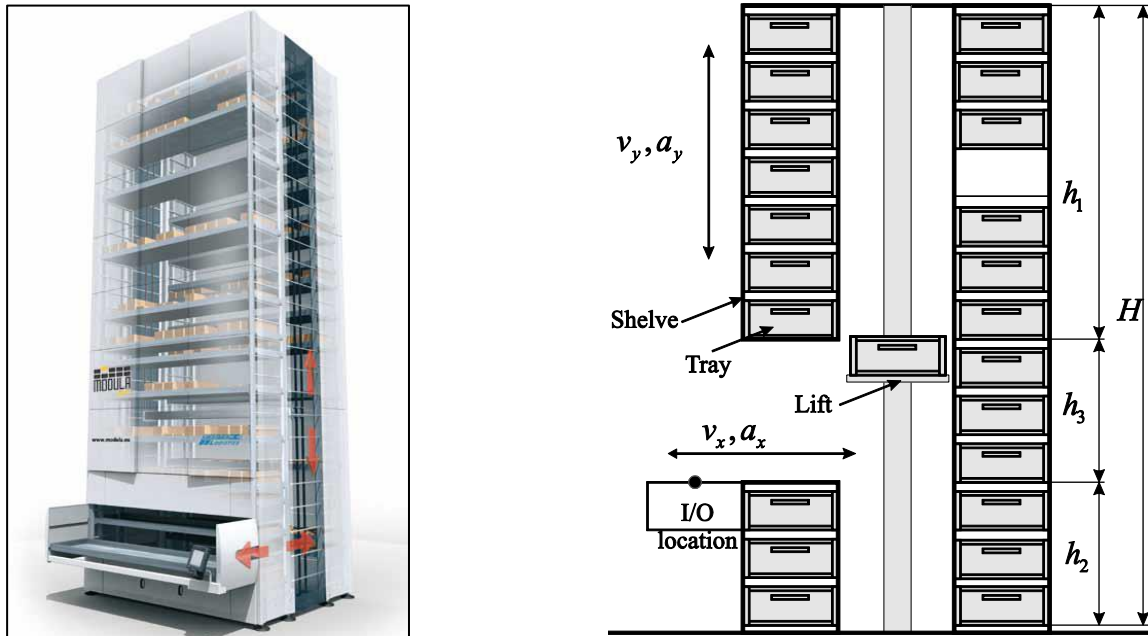 MODULA
www.modula.eu
v_y, a_y
Shelve
Tray
Lift
v_x, a_x
I/O
location
h_1
h_3
h_2
H